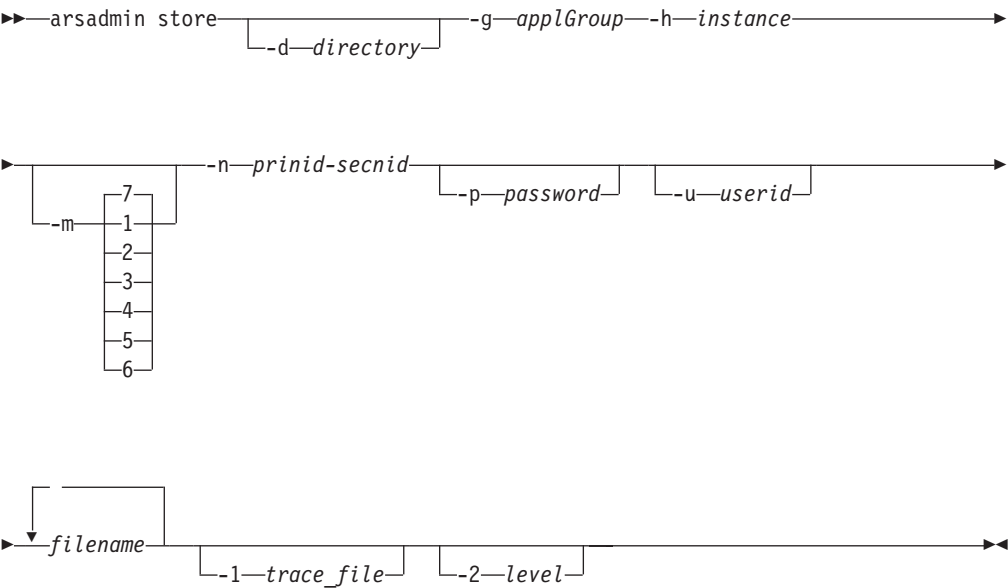 arsadmin store -d directory -g applGroup -h instance
-m 7 1 2 3 4 5 6 -n prinid-secnid -p password -u userid
filename -1 trace_file -2 level